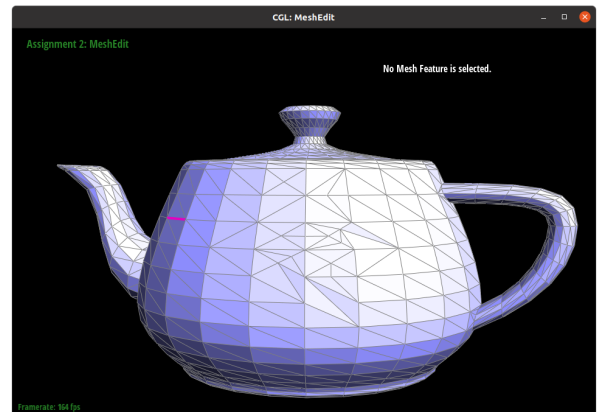 CGL: MeshEdit
Assignment 2: MeshEdit
No Mesh Feature is selected.
Framerate: 164 fps